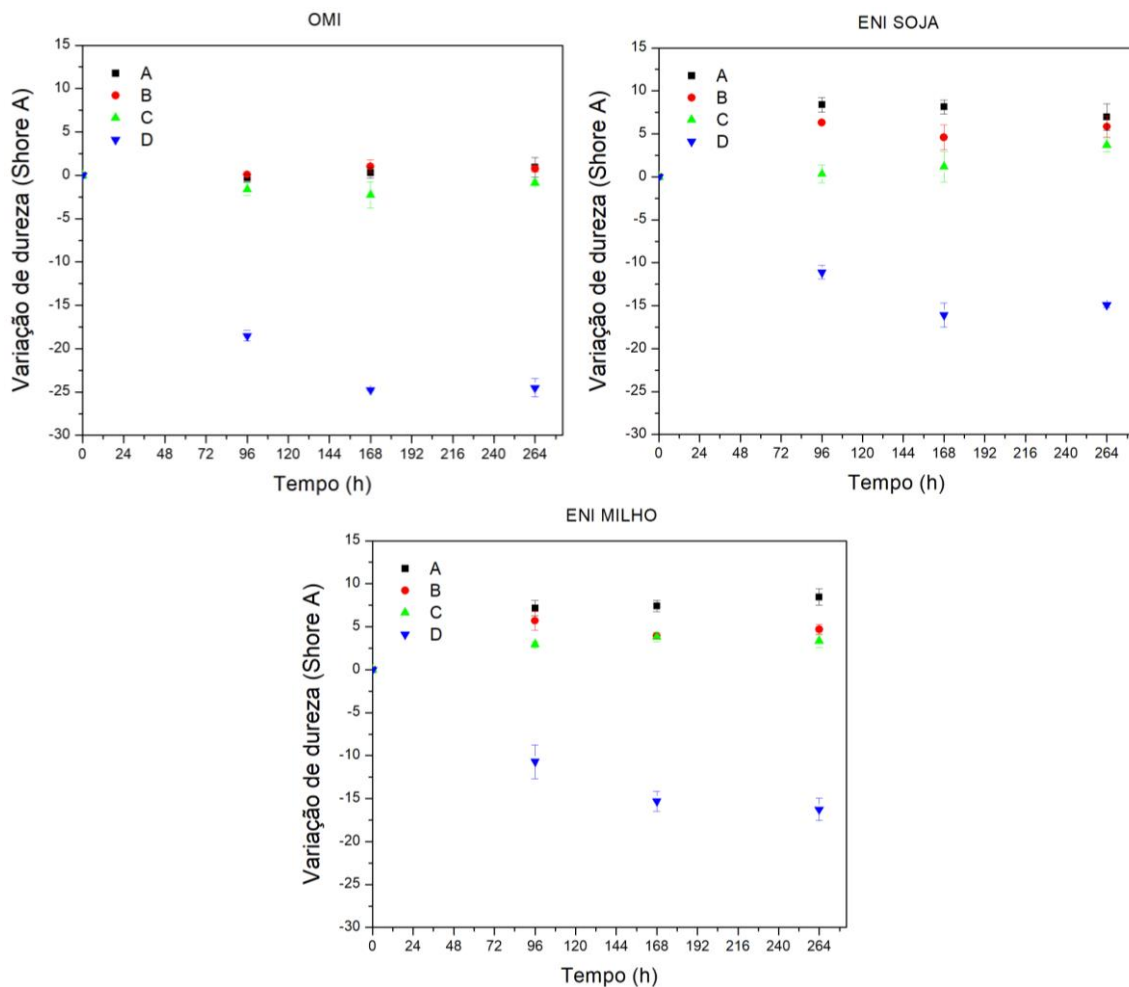 OMI
15
10
5
0
-5
-10
-15
-20
-25
-30
A
B
C
D
Variação de dureza (Shore A)
0 24 48 72 96 120 144 168 192 216 240 264
Tempo (h)
ENI SOJA
15
10
5
0
-5
-10
-15
-20
-25
-30
A
B
C
D
Variação de dureza (Shore A)
0 24 48 72 96 120 144 168 192 216 240 264
Tempo (h)
ENI MILHO
15
10
5
0
-5
-10
-15
-20
-25
-30
A
B
C
D
Variação de dureza (Shore A)
0 24 48 72 96 120 144 168 192 216 240 264
Tempo (h)